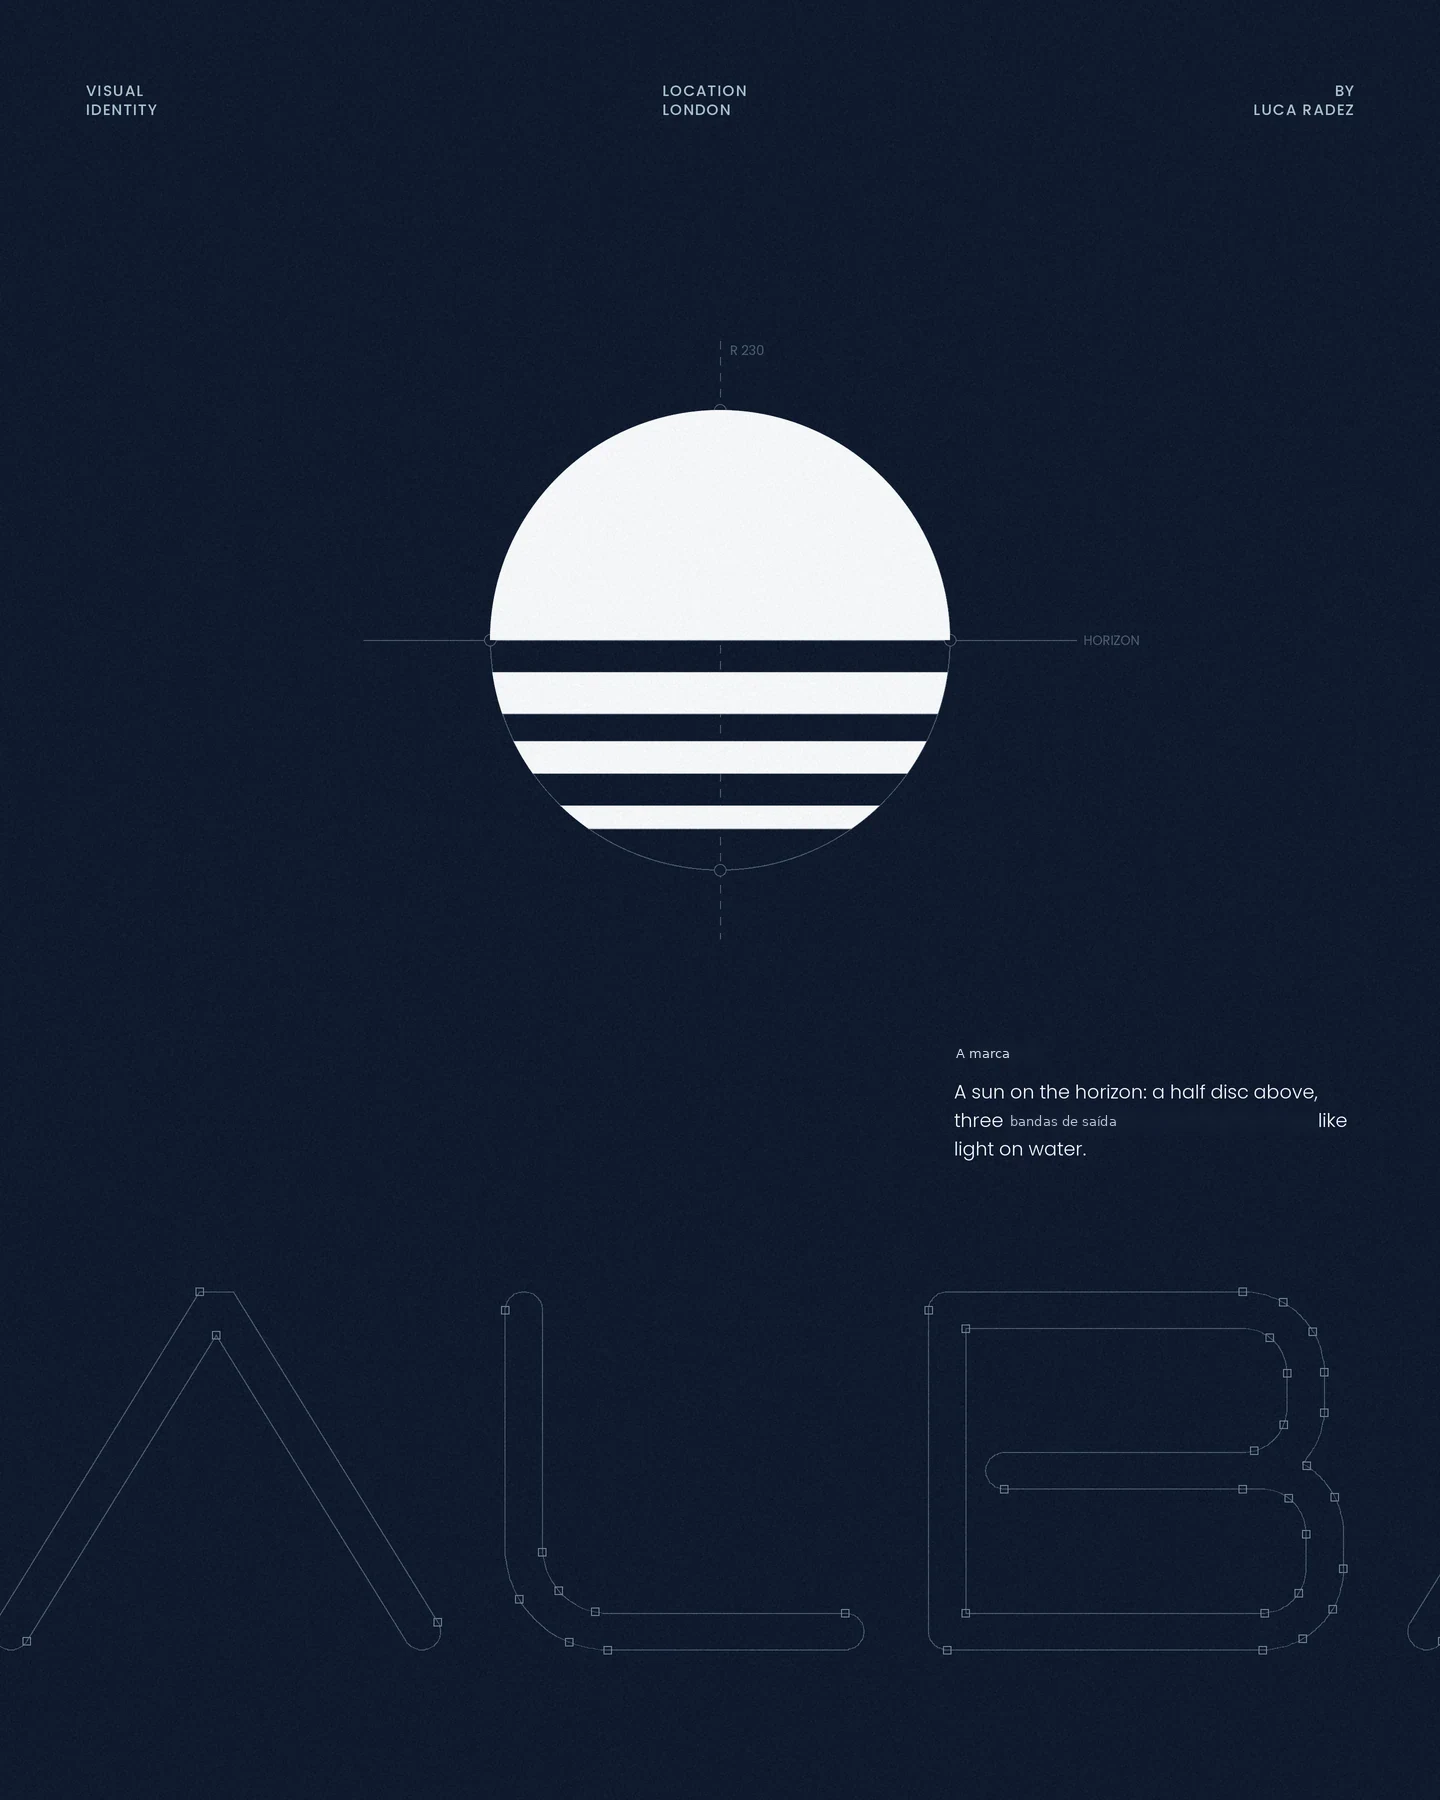 VISUAL
IDENTITY
LOCATION
LONDON
BY
LUCA RADEZ
R 230
HORIZON
A marca
A sun on the horizon: a half disc above,
three bandas de saída like
light on water.
ALBA